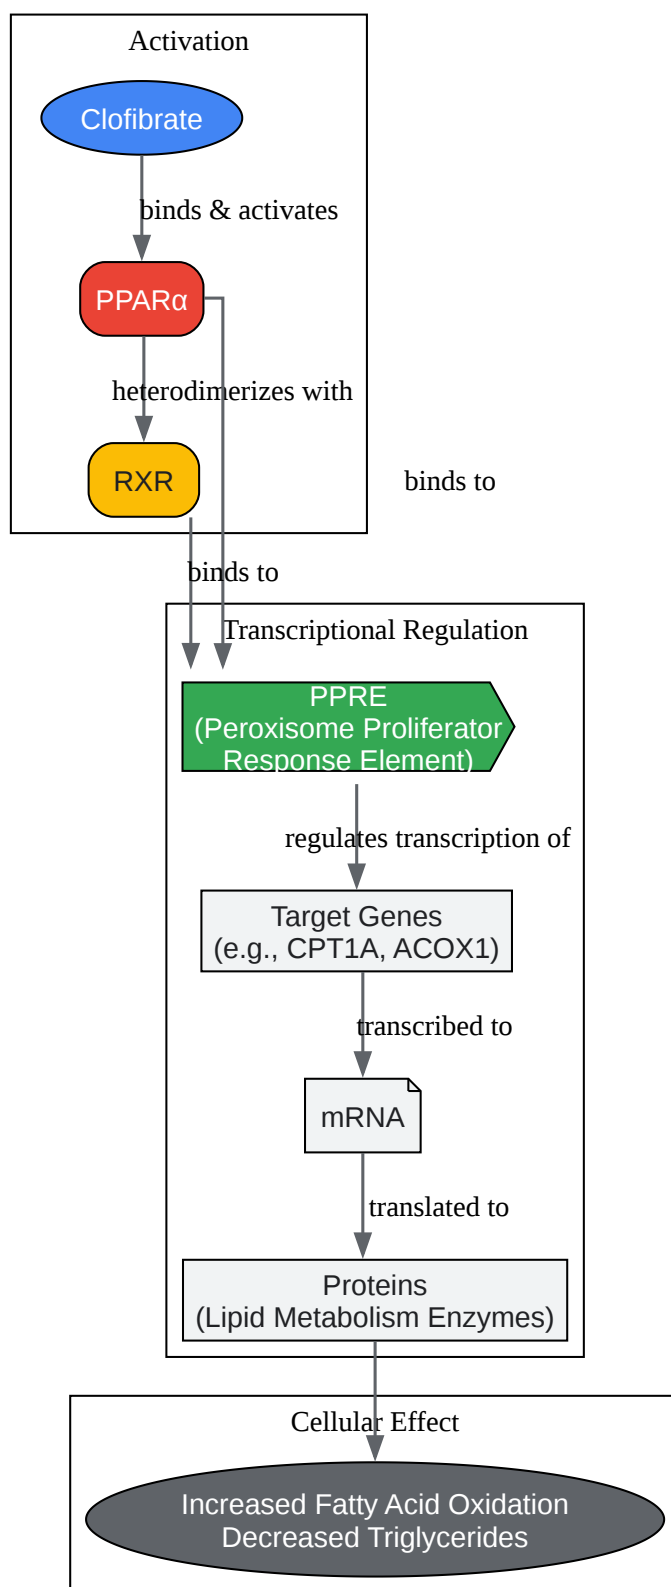 Activation
Clofibrate
binds & activates
PPARα
heterodimerizes with
RXR
binds to
binds to
Transcriptional Regulation
PPRE
(Peroxisome Proliferator
Response Element)
regulates transcription of
Target Genes
(e.g., CPT1A, ACOX1)
transcribed to
mRNA
translated to
Proteins
(Lipid Metabolism Enzymes)
Cellular Effect
Increased Fatty Acid Oxidation
Decreased Triglycerides